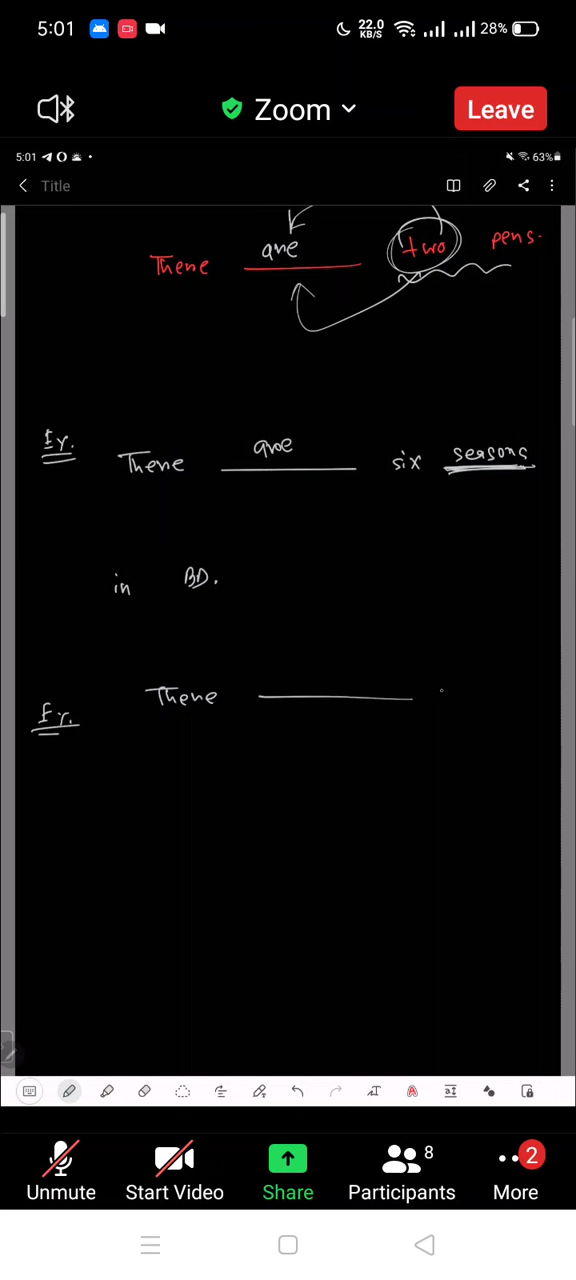 5:01 22.0 KB/S 28%
Zoom Leave
5:01 63%
Title
are
There two pens.
Ex. There are six seasons
in BD.
Ex. There
Unmute Start Video Share Participants 8 More 2